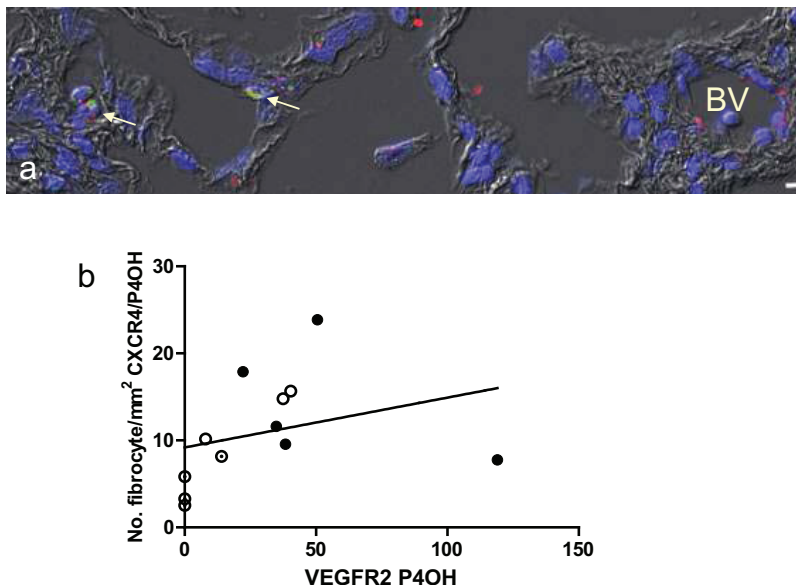 BV
a
b
No. fibrocyte/mm² CXCR4/P4OH
30
20
10
0
0 50 100 150
VEGFR2 P4OH